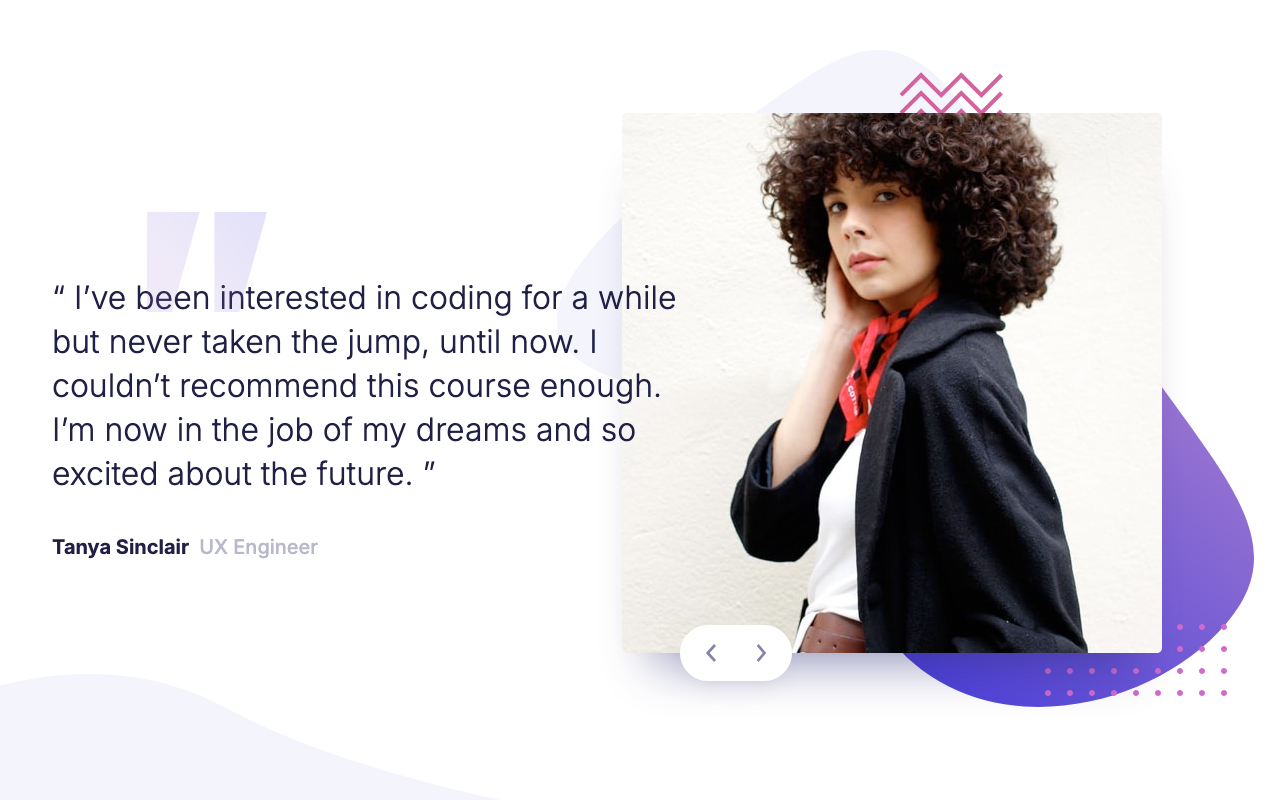 “ I’ve been interested in coding for a while
but never taken the jump, until now. I
couldn’t recommend this course enough.
I’m now in the job of my dreams and so
excited about the future. ”
Tanya Sinclair UX Engineer